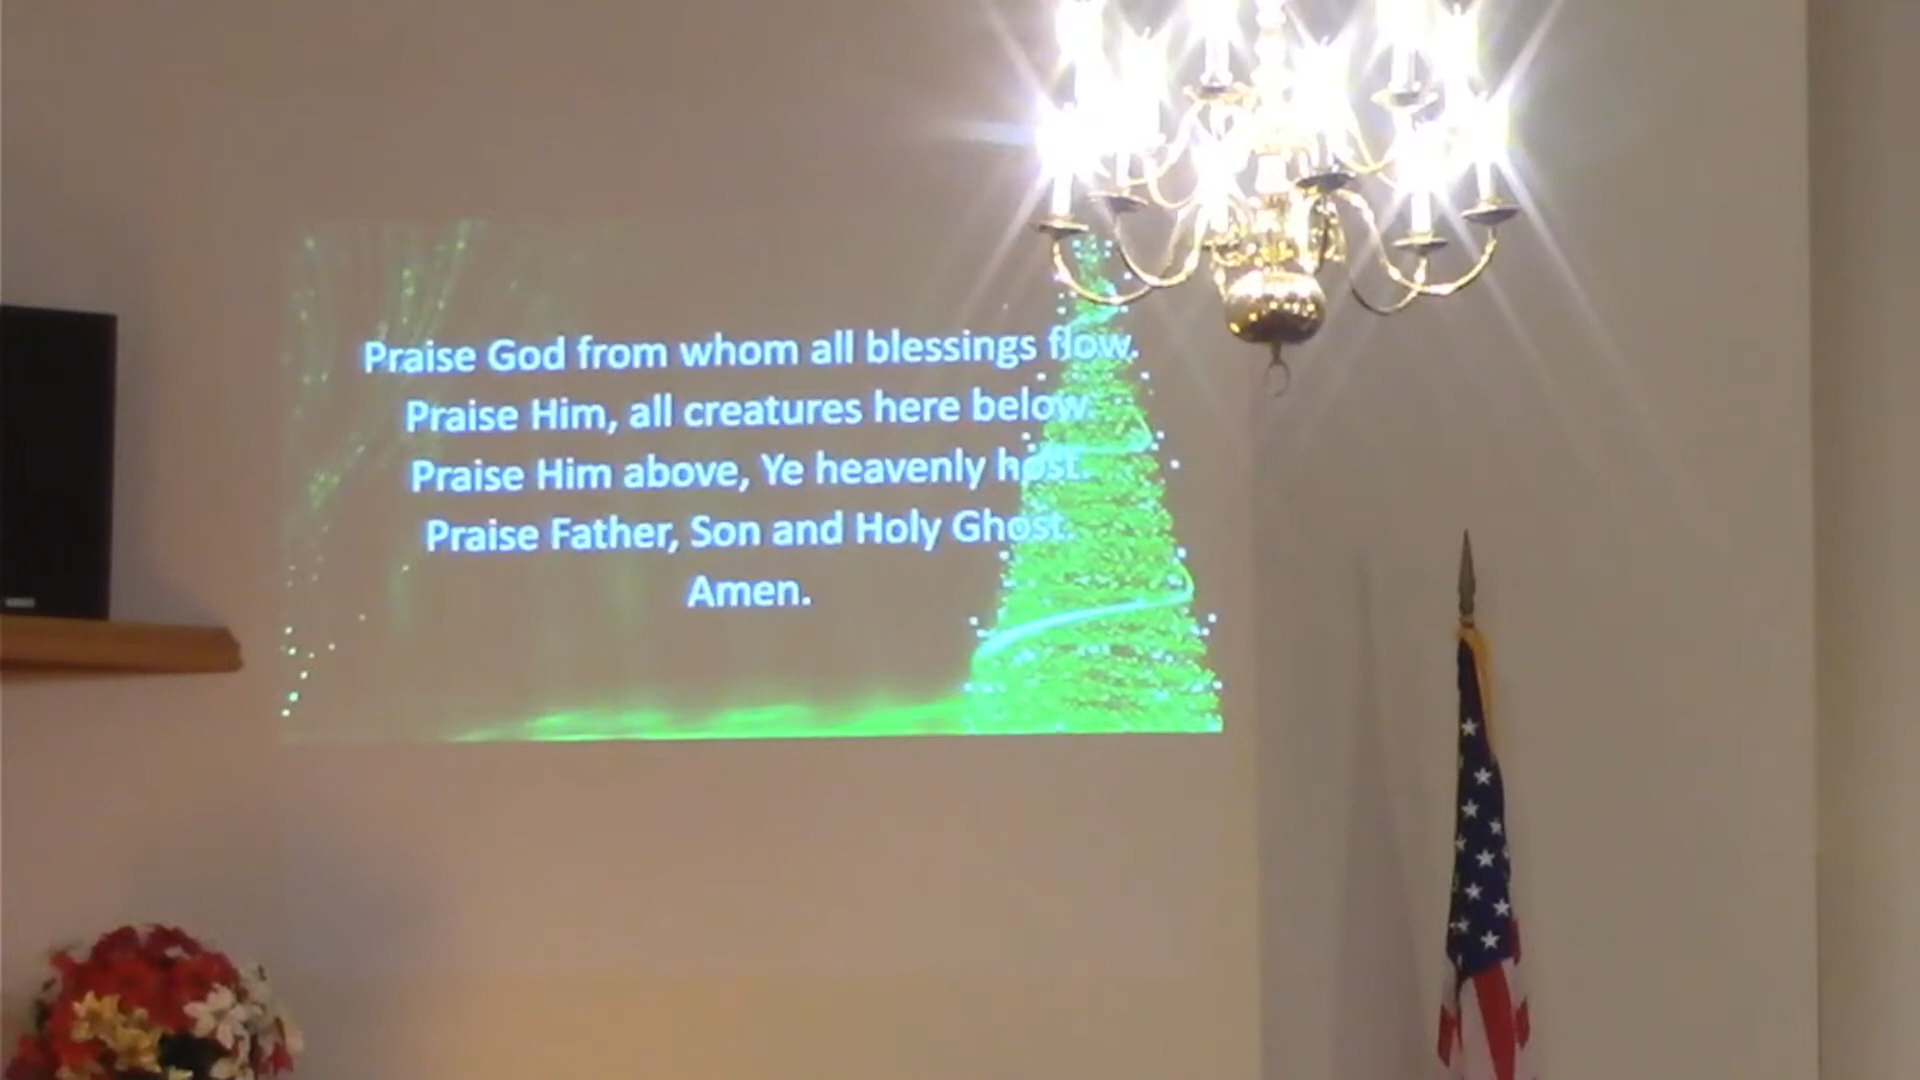 Praise God from whom all blessings flow.
Praise Him, all creatures here below.
Praise Him above, Ye heavenly host.
Praise Father, Son and Holy Ghost.
Amen.